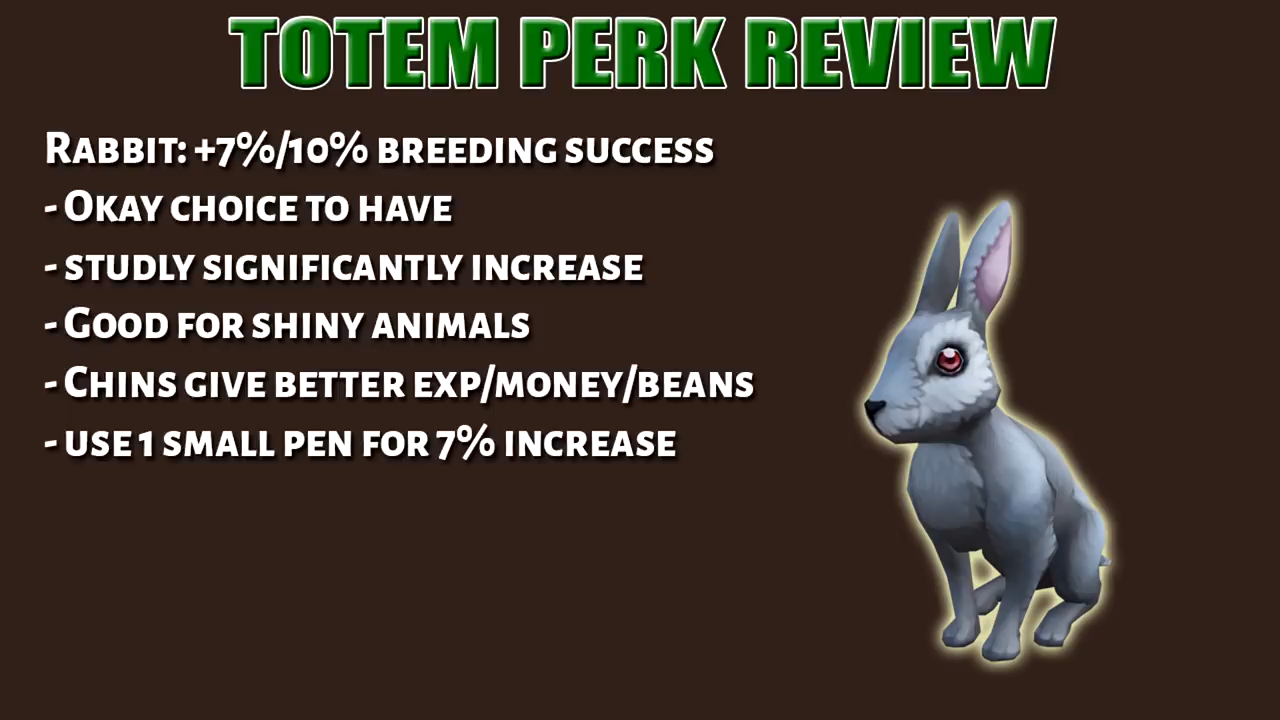 TOTEM PERK REVIEW
Rabbit: +7%/10% breeding success
- Okay choice to have
- studly significantly increase
- Good for shiny animals
- Chins give better exp/money/beans
- use 1 small pen for 7% increase